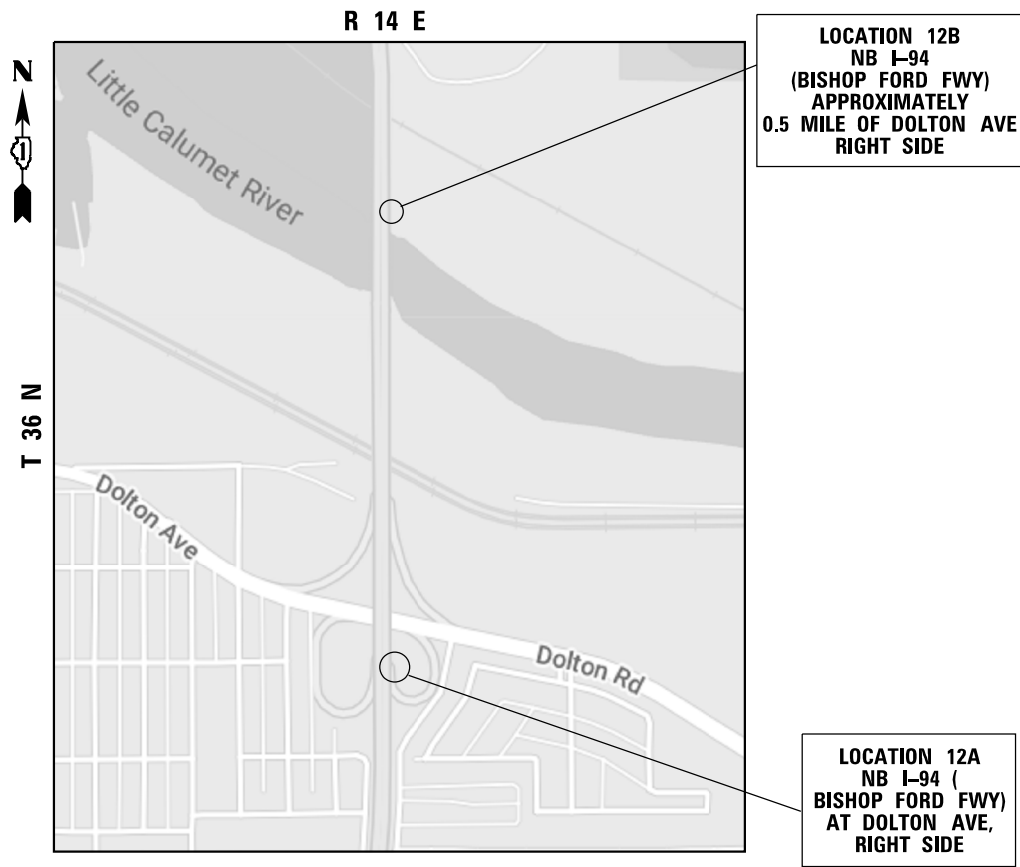 R 14 E
LOCATION 12B
NB I-94
(BISHOP FORD FWY)
APPROXIMATELY
0.5 MILE OF DOLTON AVE
RIGHT SIDE
N
1
Little Calumet River
T 36 N
Dolton Ave
Dolton Rd
LOCATION 12A
NB I-94 (
BISHOP FORD FWY)
AT DOLTON AVE,
RIGHT SIDE